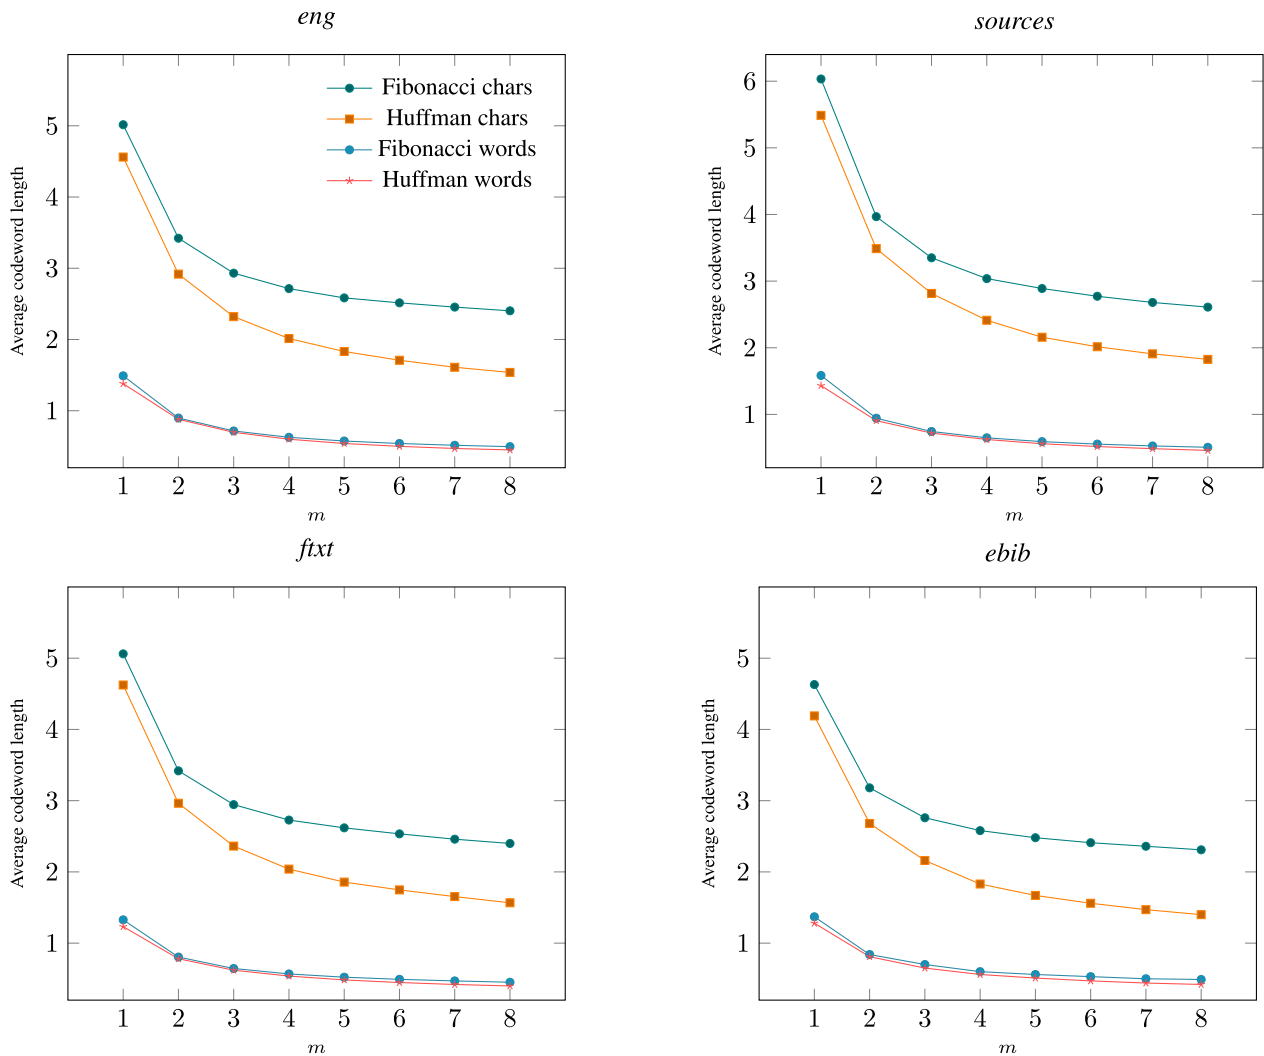 eng
Average codeword length
5
4
3
2
1
Fibonacci chars
Huffman chars
Fibonacci words
Huffman words
1 2 3 4 5 6 7 8
m
sources
Average codeword length
6
5
4
3
2
1
1 2 3 4 5 6 7 8
m
ftxt
Average codeword length
5
4
3
2
1
1 2 3 4 5 6 7 8
m
ebib
Average codeword length
5
4
3
2
1
1 2 3 4 5 6 7 8
m